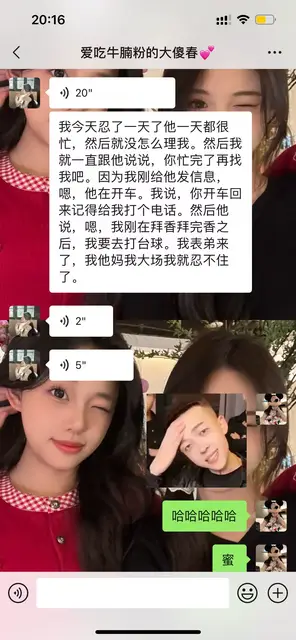 20:16
爱吃牛腩粉的大傻春💕
20"
我今天忍了一天了他一天都很
忙，然后就没怎么理我。然后我
就一直跟他说说，你忙完了再找
我吧。因为我刚给他发信息，
嗯，他在开车。我说，你开车回
来记得给我打个电话。然后他
说，嗯，我刚在拜香拜完香之
后，我要去打台球。我表弟来
了，我他妈我大场我就忍不住
了。
2"
5"
哈哈哈哈哈
蜜